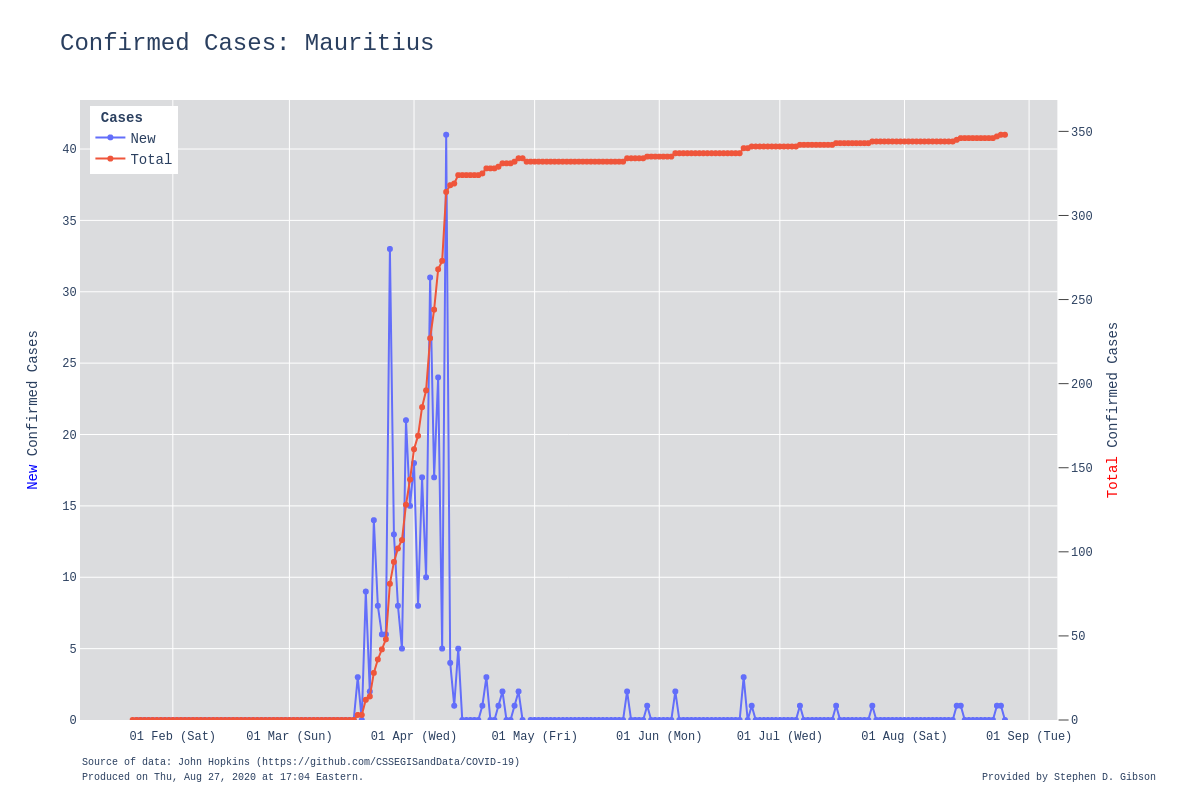 Confirmed Cases: Mauritius
Cases
New
Total
40
35
30
25
20
15
10
5
0
350
300
250
200
150
100
50
0
New Confirmed Cases
Total Confirmed Cases
01 Feb (Sat)
01 Mar (Sun)
01 Apr (Wed)
01 May (Fri)
01 Jun (Mon)
01 Jul (Wed)
01 Aug (Sat)
01 Sep (Tue)
Source of data: John Hopkins (https://github.com/CSSEGISandData/COVID-19)
Produced on Thu, Aug 27, 2020 at 17:04 Eastern.
Provided by Stephen D. Gibson